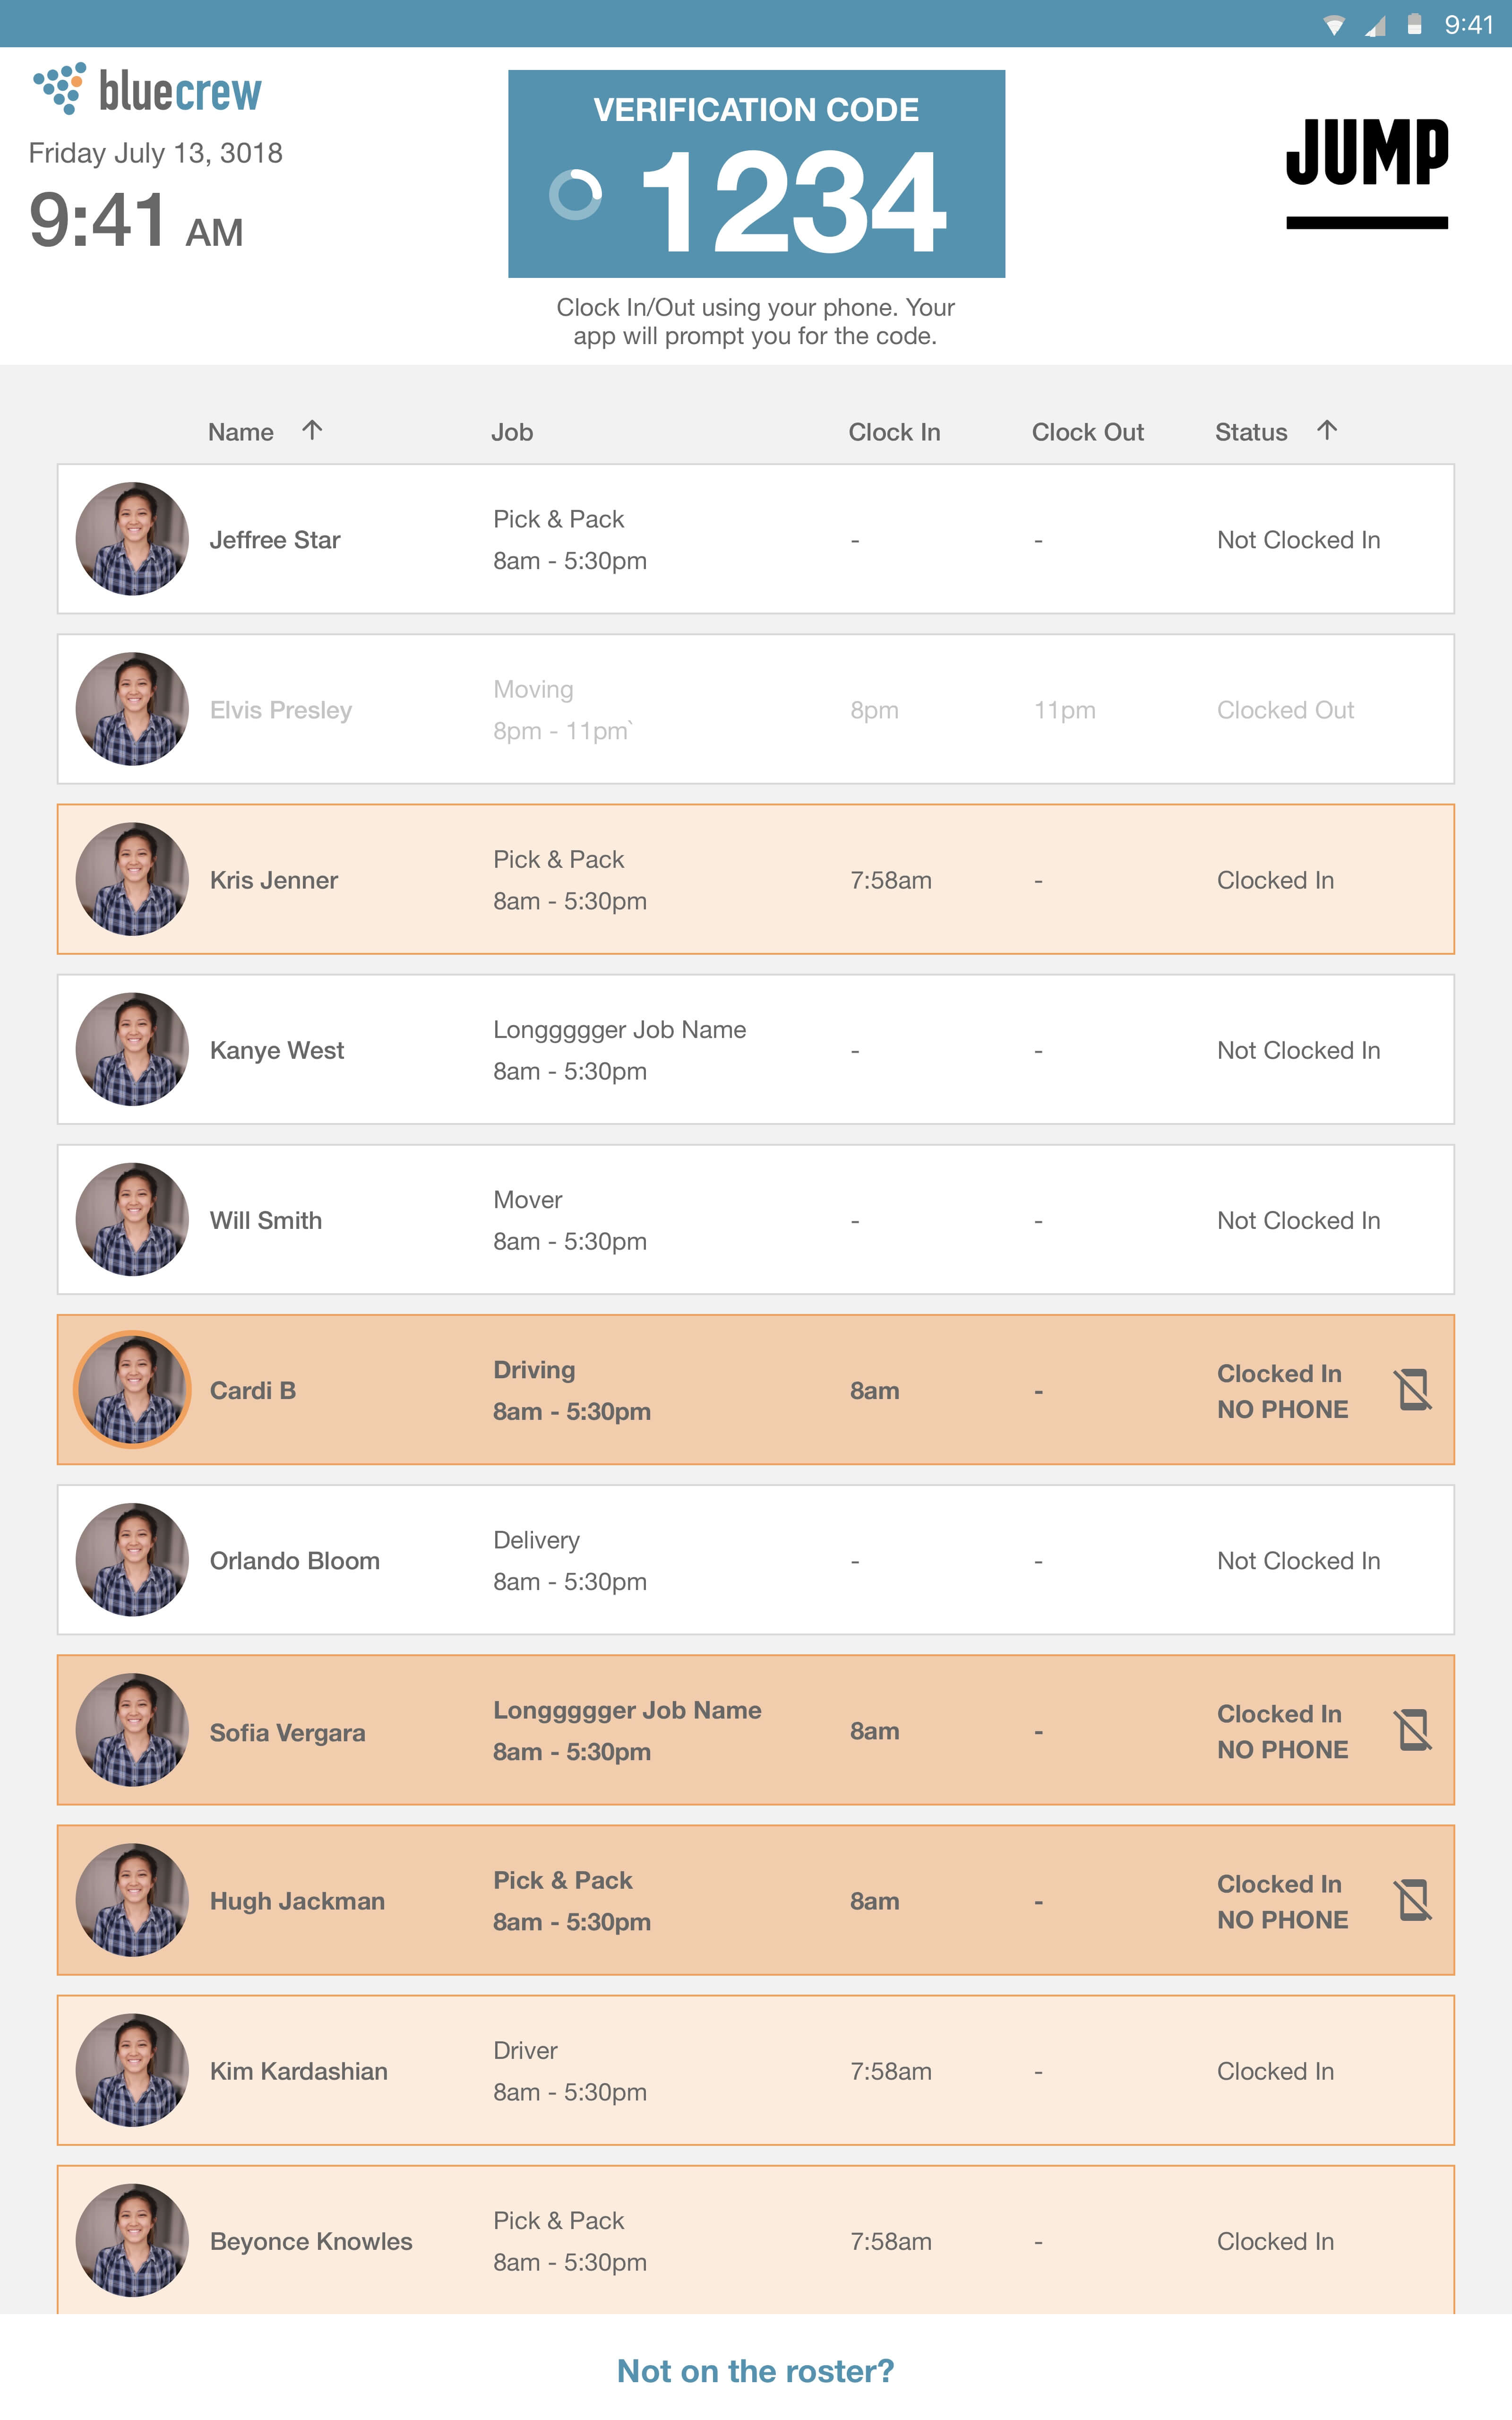 9:41
bluecrew
Friday July 13, 3018
9:41 AM
VERIFICATION CODE
1234
Clock In/Out using your phone. Your
app will prompt you for the code.
JUMP
Name Job Clock In Clock Out Status
Jeffree Star Pick & Pack 8am - 5:30pm - - Not Clocked In
Elvis Presley Moving 8pm - 11pm` 8pm 11pm Clocked Out
Kris Jenner Pick & Pack 8am - 5:30pm 7:58am - Clocked In
Kanye West Longgggger Job Name 8am - 5:30pm - - Not Clocked In
Will Smith Mover 8am - 5:30pm - - Not Clocked In
Cardi B Driving 8am - 5:30pm 8am - Clocked In NO PHONE
Orlando Bloom Delivery 8am - 5:30pm - - Not Clocked In
Sofia Vergara Longgggger Job Name 8am - 5:30pm 8am - Clocked In NO PHONE
Hugh Jackman Pick & Pack 8am - 5:30pm 8am - Clocked In NO PHONE
Kim Kardashian Driver 8am - 5:30pm 7:58am - Clocked In
Beyonce Knowles Pick & Pack 8am - 5:30pm 7:58am - Clocked In
Not on the roster?